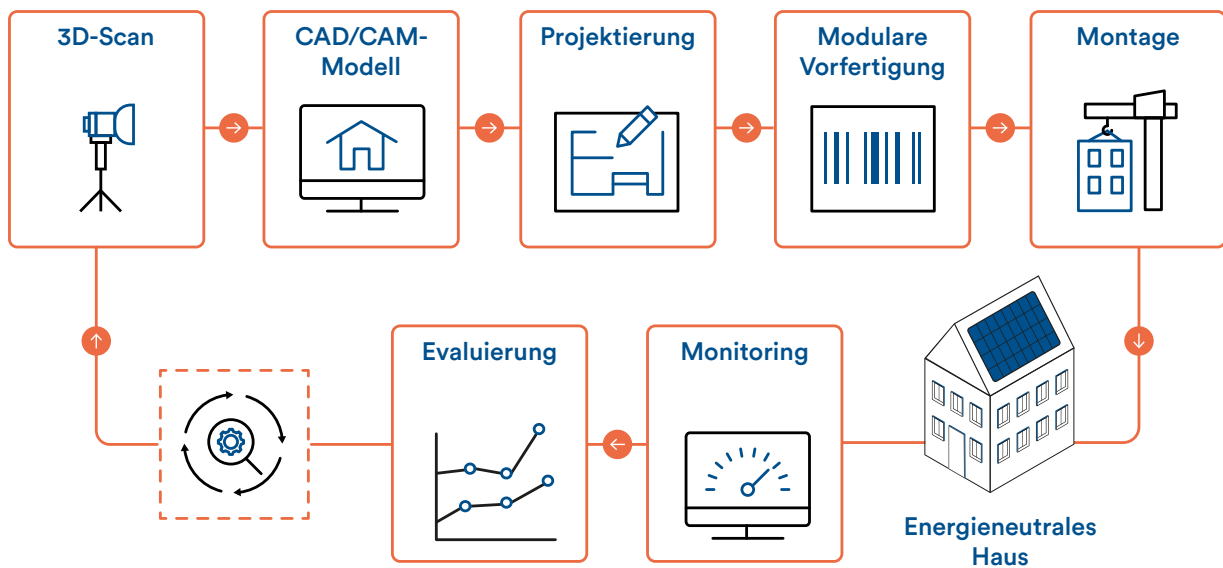 3D-Scan
CAD/CAM-
Modell
Projektierung
Modulare
Vorfertigung
Montage
Evaluierung
Monitoring
Energieneutrales
Haus